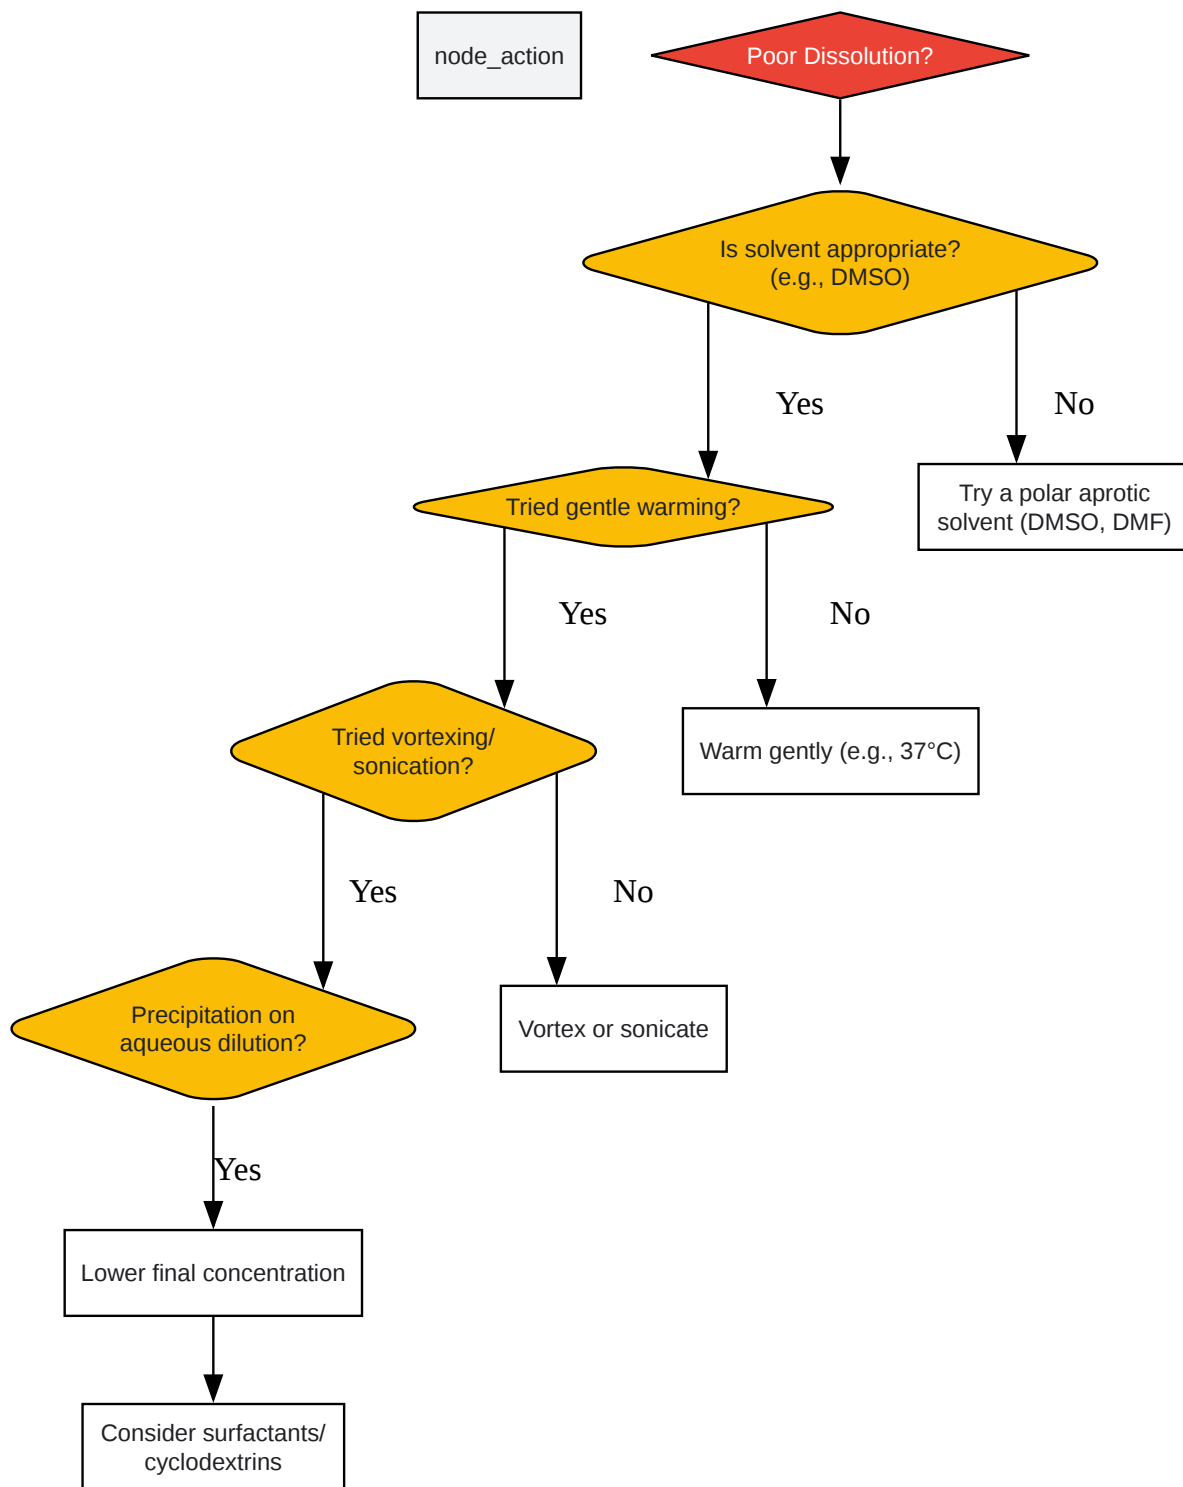 node_action
Poor Dissolution?
Is solvent appropriate?
(e.g., DMSO)
Yes
No
Try a polar aprotic
solvent (DMSO, DMF)
Tried gentle warming?
Yes
No
Warm gently (e.g., 37°C)
Tried vortexing/
sonication?
Yes
No
Vortex or sonicate
Precipitation on
aqueous dilution?
Yes
Lower final concentration
Consider surfactants/
cyclodextrins